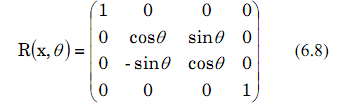 1 0 0 0
0 cosθ sinθ 0
R(x,θ)= (6.8)
0 -sinθ cosθ 0
0 0 0 1